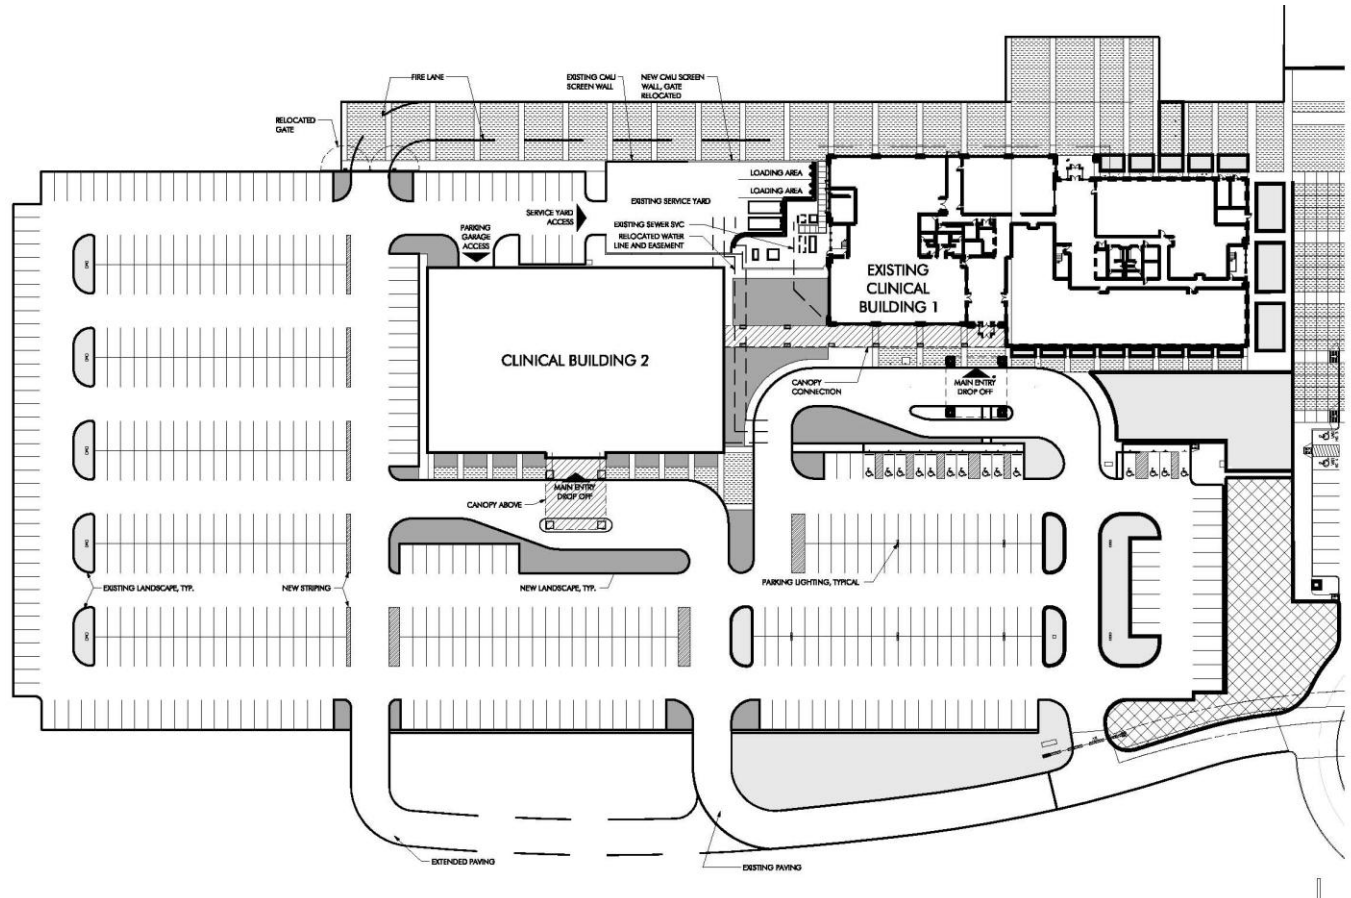 FIRE LANE
EXISTING CMU
SCREEN WALL
NEW CMU SCREEN
WALL, GATE
RELOCATED
RELOCATED
GATE
LOADING AREA
LOADING AREA
EXISTING SERVICE YARD
SERVICE YARD
ACCESS
EXISTING SEWER SVC
PARKING
GARAGE
ACCESS
RELOCATED WATER
LINE AND EASEMENT
EXISTING
CLINICAL
BUILDING 1
CLINICAL BUILDING 2
CANOPY
CONNECTION
MAIN ENTRY
DROP OFF
MAIN ENTRY
DROP OFF
CANOPY ABOVE
EXISTING LANDSCAPE, TYP.
NEW STRIPING
NEW LANDSCAPE, TYP.
PARKING LIGHTING, TYPICAL
EXTENDED PAVING
EXISTING PAVING